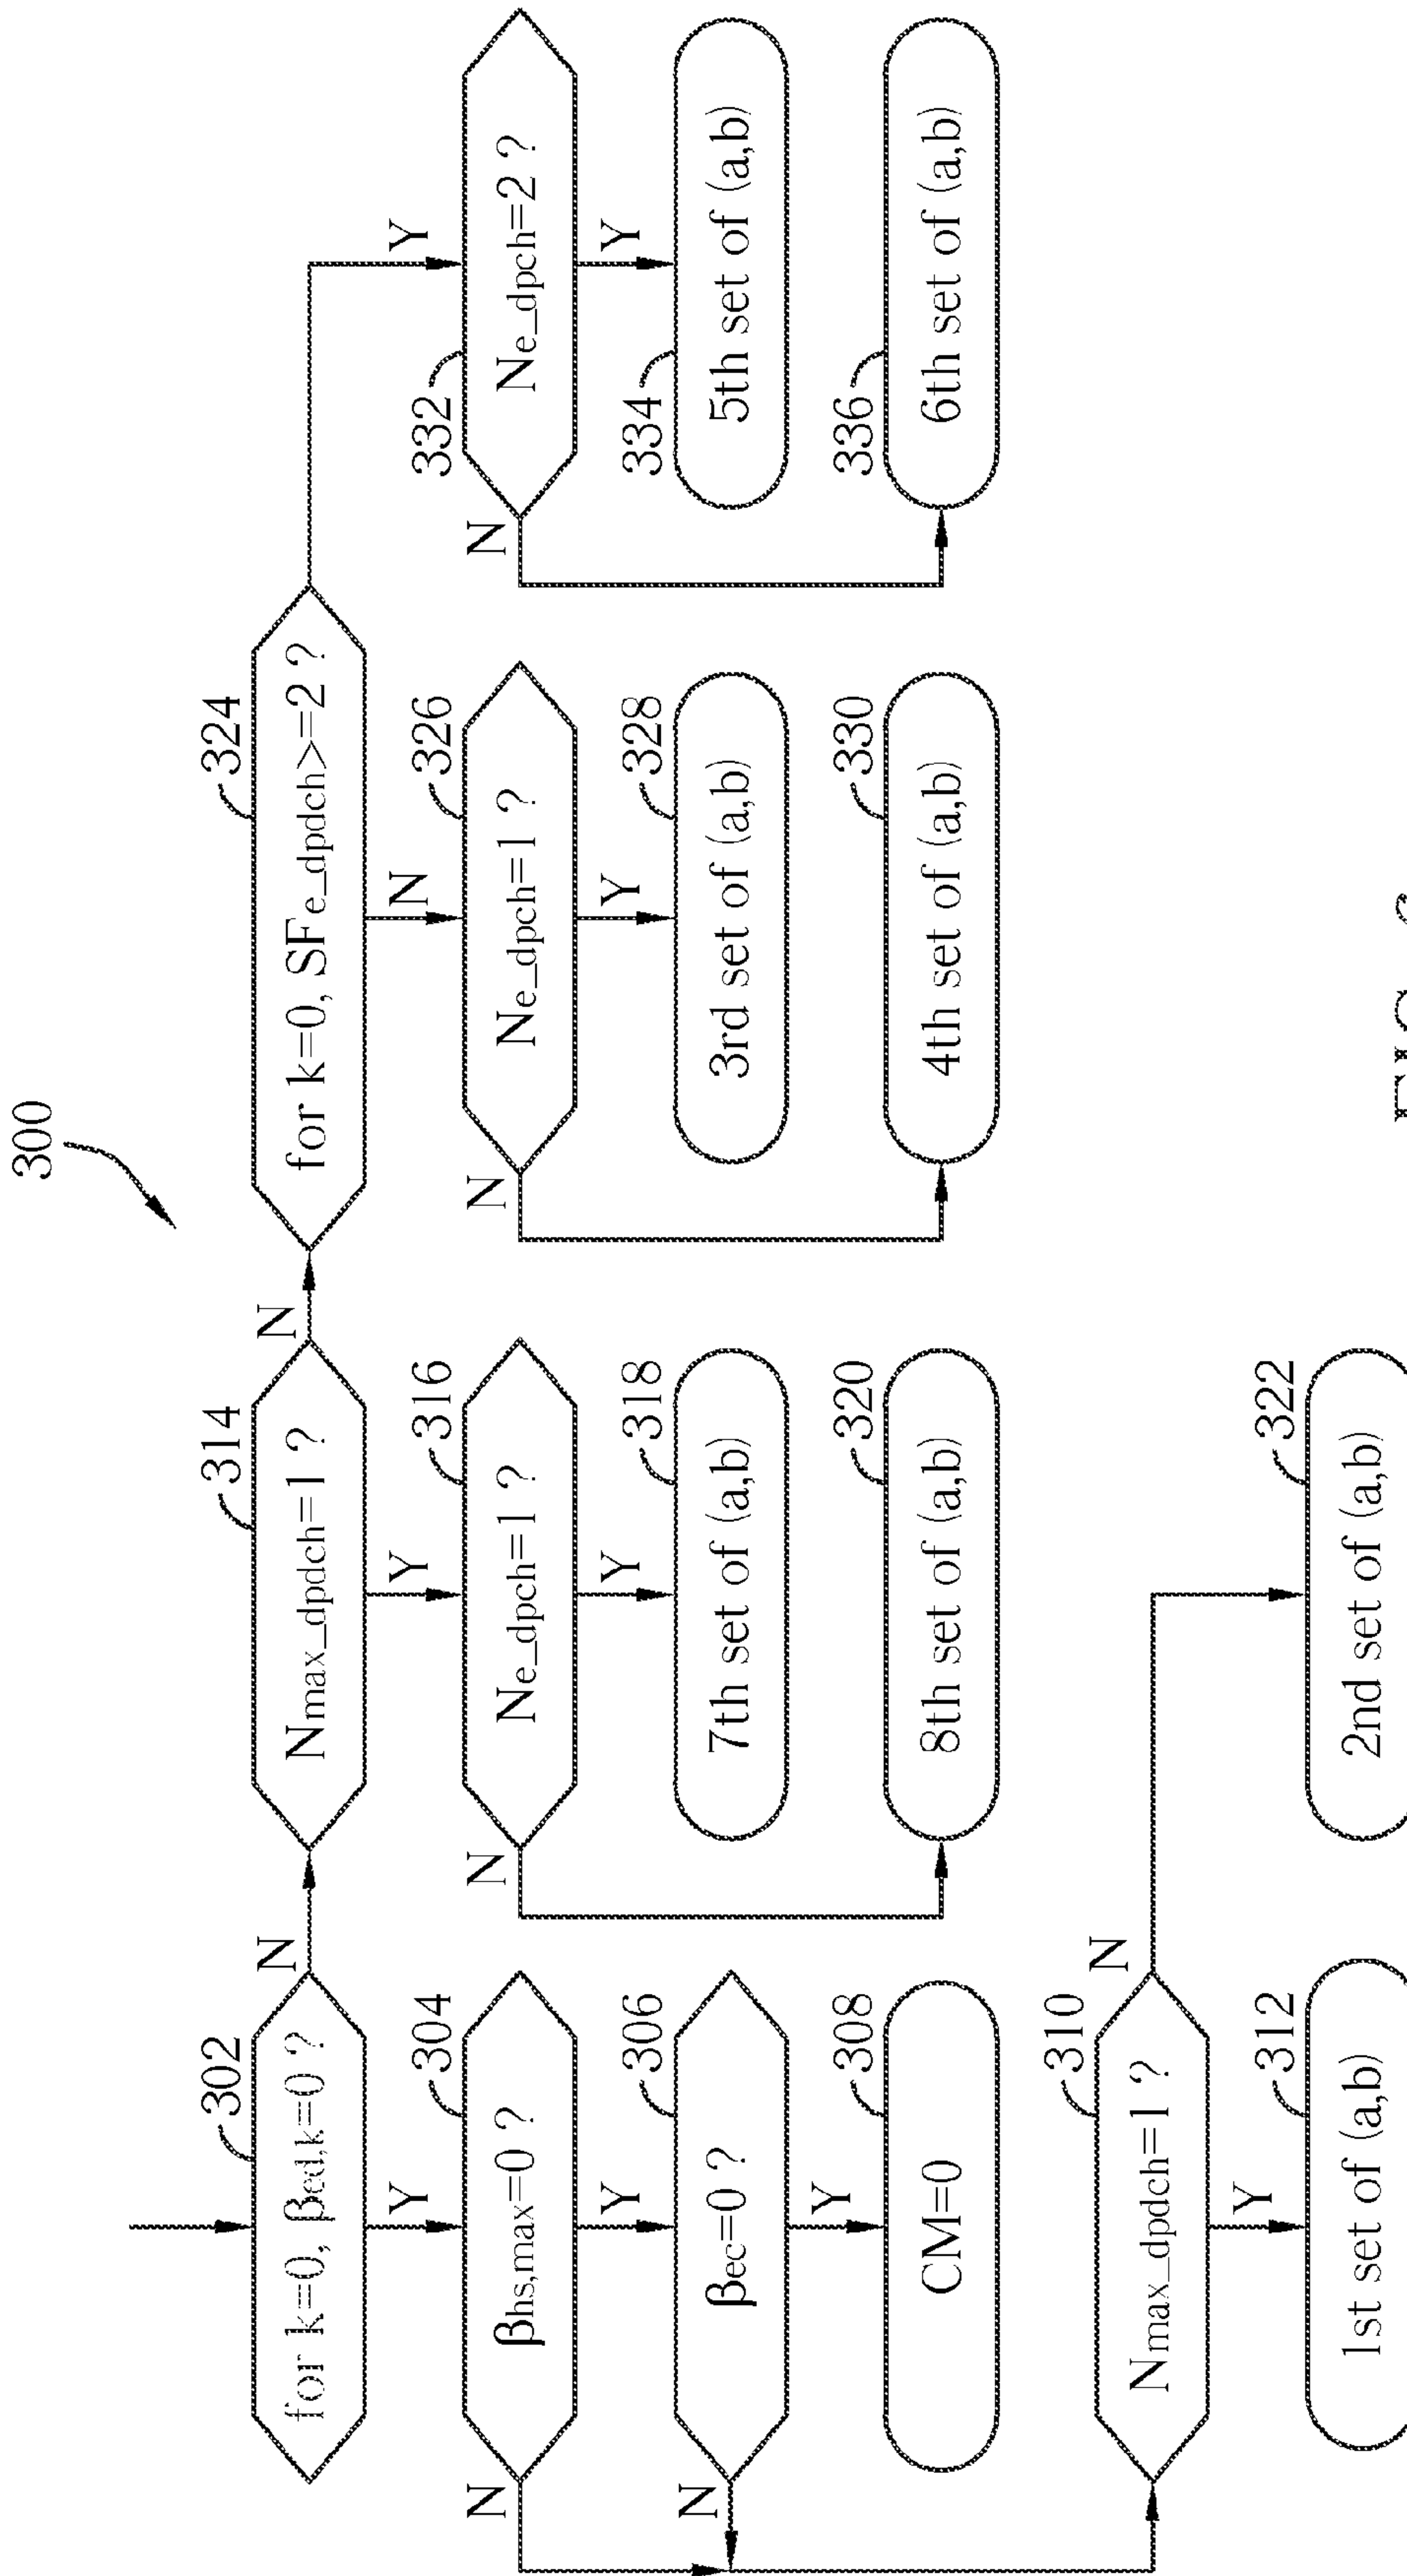 300
302
for k=0, βed,k=0 ?
N
314
Nmax_dpdch=1 ?
N
324
for k=0, SFe_dpdch>=2 ?
Y
Y
304
βhs,max=0 ?
N
Y
316
Ne_dpch=1 ?
N
N
326
Ne_dpch=1 ?
N
332
Ne_dpch=2 ?
N
Y
306
βec=0 ?
N
Y
318
7th set of (a,b)
Y
328
3rd set of (a,b)
Y
334
5th set of (a,b)
Y
308
CM=0
320
8th set of (a,b)
330
4th set of (a,b)
336
6th set of (a,b)
310
Nmax_dpdch=1 ?
N
Y
312
1st set of (a,b)
322
2nd set of (a,b)